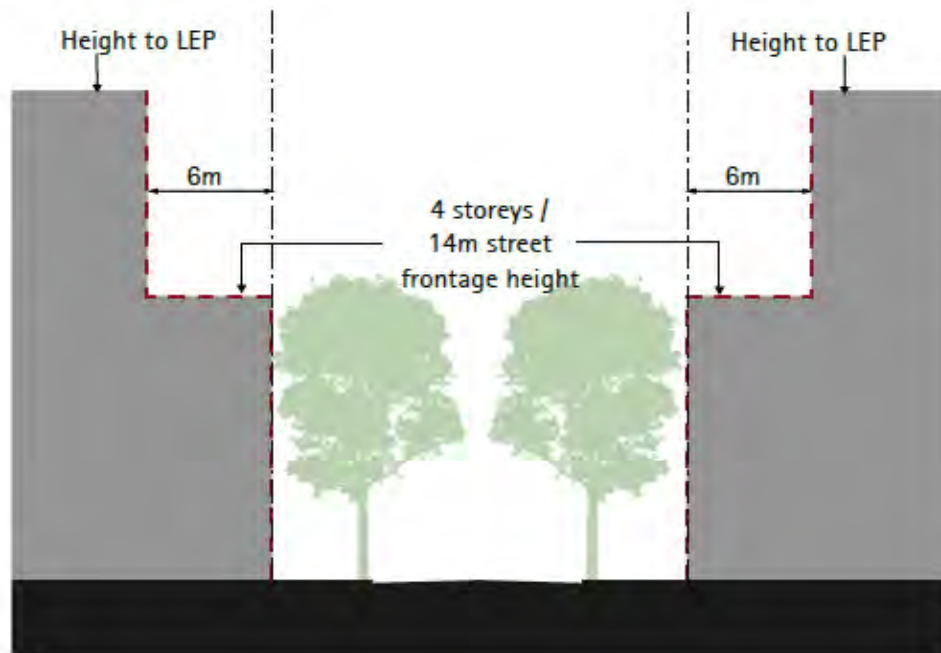 Height to LEP
Height to LEP
6m
6m
4 storeys /
14m street
frontage height